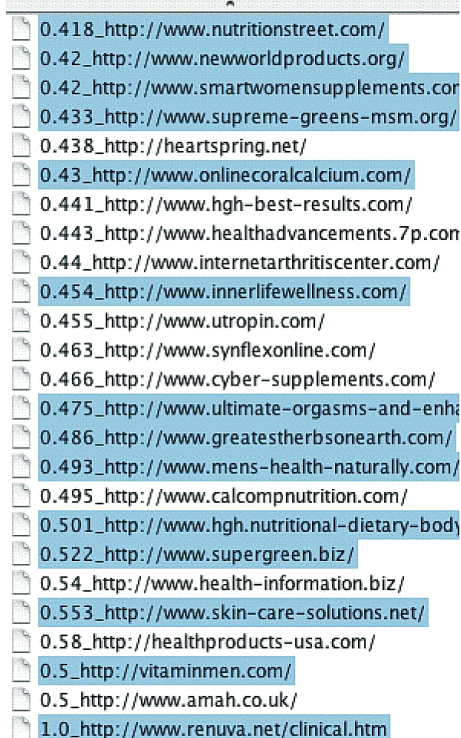 0.418_http://www.nutritionstreet.com/
0.42_http://www.newworldproducts.org/
0.42_http://www.smartwomensupplements.com
0.433_http://www.supreme-greens-msm.org/
0.438_http://heartspring.net/
0.43_http://www.onlinecoralcalcium.com/
0.441_http://www.hgh-best-results.com/
0.443_http://www.healthadvancements.7p.com
0.44_http://www.internetarthritiscenter.com/
0.454_http://www.innerlifewellness.com/
0.455_http://www.utropin.com/
0.463_http://www.synflexonline.com/
0.466_http://www.cyber-supplements.com/
0.475_http://www.ultimate-orgasms-and-enha
0.486_http://www.greatestherbsonearth.com/
0.493_http://www.mens-health-naturally.com/
0.495_http://www.calcompnutrition.com/
0.501_http://www.hgh.nutritional-dietary-body
0.522_http://www.supergreen.biz/
0.54_http://www.health-information.biz/
0.553_http://www.skin-care-solutions.net/
0.58_http://healthproducts-usa.com/
0.5_http://vitaminmen.com/
0.5_http://www.amah.co.uk/
1.0_http://www.renuva.net/clinical.htm